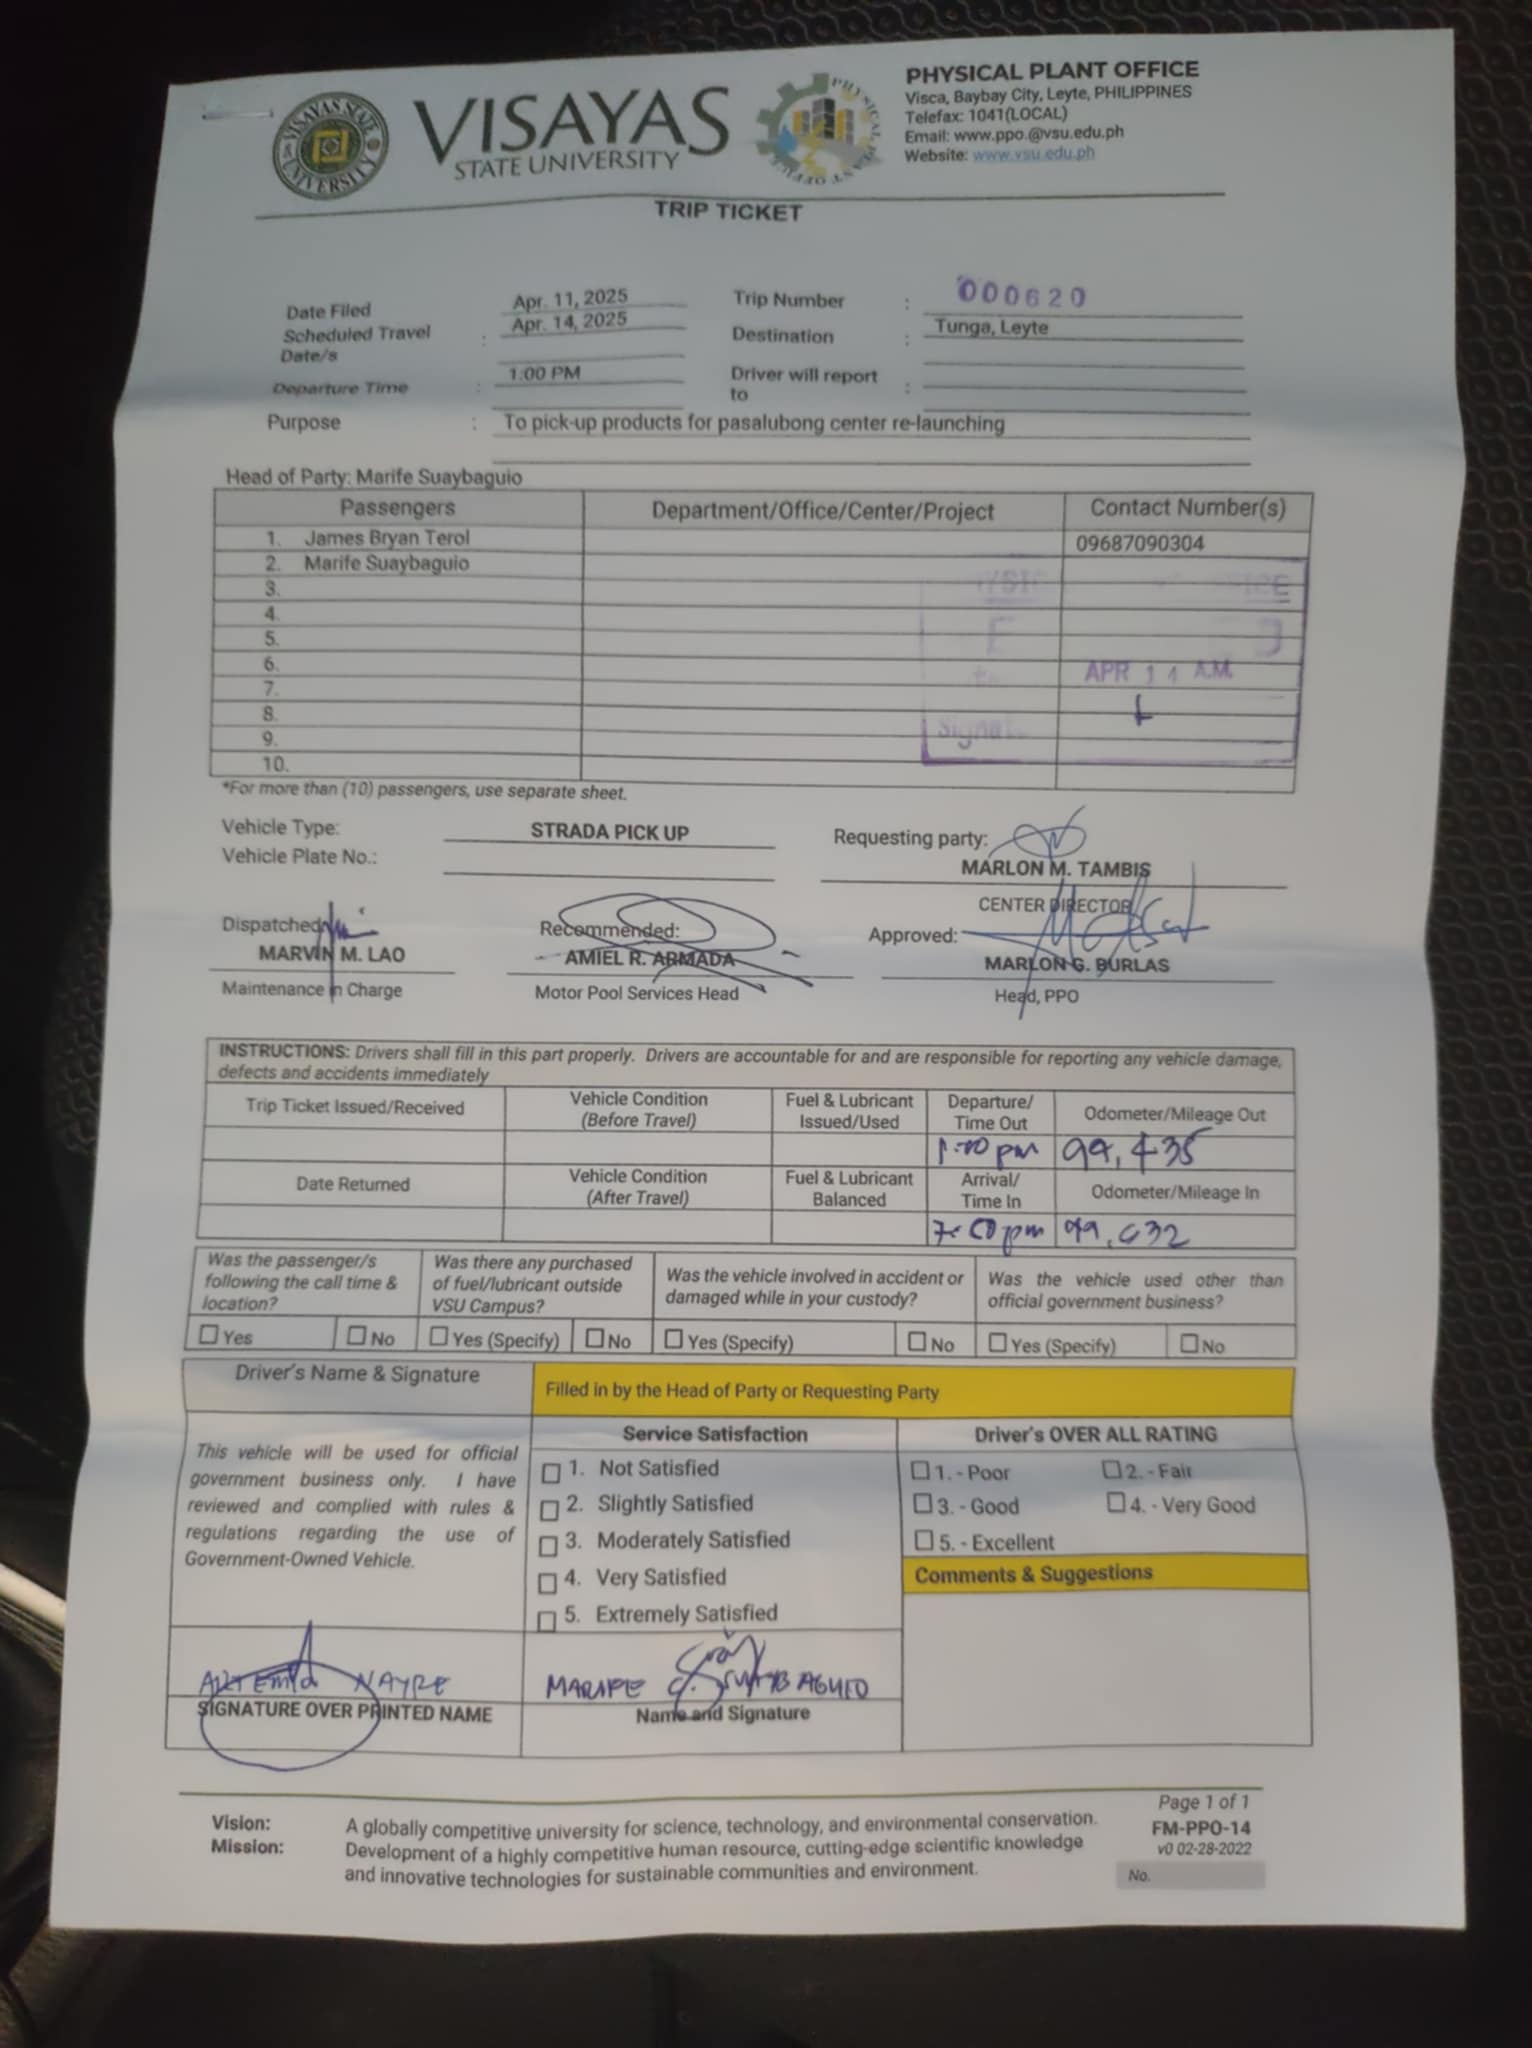 VISAYAS STATE UNIVERSITY
VISAYAS
STATE UNIVERSITY
PHYSICAL PLANT OFFICE
PHYSICAL PLANT OFFICE
Visca, Baybay City, Leyte, PHILIPPINES
Telefax: 1041(LOCAL)
Email: www.ppo.@vsu.edu.ph
Website: www.vsu.edu.ph
TRIP TICKET
Date Filed Apr. 11, 2025 Trip Number : 000620
Scheduled Travel Date/s : Apr. 14, 2025 Destination : Tunga, Leyte
Departure Time : 1:00 PM Driver will report to :
Purpose : To pick-up products for pasalubong center re-launching
Head of Party: Marife Suaybaguio
Passengers Department/Office/Center/Project Contact Number(s)
1. James Bryan Terol 09687090304
2. Marife Suaybaguio
3.
4.
5.
6.
7.
8.
9.
10.
APR 14 A.M.
*For more than (10) passengers, use separate sheet.
Vehicle Type: STRADA PICK UP Requesting party:
Vehicle Plate No.: MARLON M. TAMBIS
CENTER DIRECTOR
Dispatched Recommended: Approved:
MARVIN M. LAO AMIEL R. ARMADA MARLON G. BURLAS
Maintenance in Charge Motor Pool Services Head Head, PPO
INSTRUCTIONS: Drivers shall fill in this part properly. Drivers are accountable for and are responsible for reporting any vehicle damage,
defects and accidents immediately
Trip Ticket Issued/Received Vehicle Condition (Before Travel) Fuel & Lubricant Issued/Used Departure/ Time Out Odometer/Mileage Out
1:00 pm 99,435
Date Returned Vehicle Condition (After Travel) Fuel & Lubricant Balanced Arrival/ Time In Odometer/Mileage In
7:00 pm 99,632
Was the passenger/s following the call time & location?
Was there any purchased of fuel/lubricant outside VSU Campus?
Was the vehicle involved in accident or damaged while in your custody?
Was the vehicle used other than official government business?
Yes No Yes (Specify) No Yes (Specify) No Yes (Specify) No
Driver's Name & Signature Filled in by the Head of Party or Requesting Party
This vehicle will be used for official
government business only. I have
reviewed and complied with rules &
regulations regarding the use of
Government-Owned Vehicle.
Service Satisfaction
1. Not Satisfied
2. Slightly Satisfied
3. Moderately Satisfied
4. Very Satisfied
5. Extremely Satisfied
Driver's OVER ALL RATING
1. - Poor 2. - Fair
3. - Good 4. - Very Good
5. - Excellent
Comments & Suggestions
NAYRE
SIGNATURE OVER PRINTED NAME
MARIFE C. SUAYBAGUIO
Name and Signature
Page 1 of 1
Vision: A globally competitive university for science, technology, and environmental conservation.
FM-PPO-14
Mission: Development of a highly competitive human resource, cutting-edge scientific knowledge
v0 02-28-2022
and innovative technologies for sustainable communities and environment.
No.